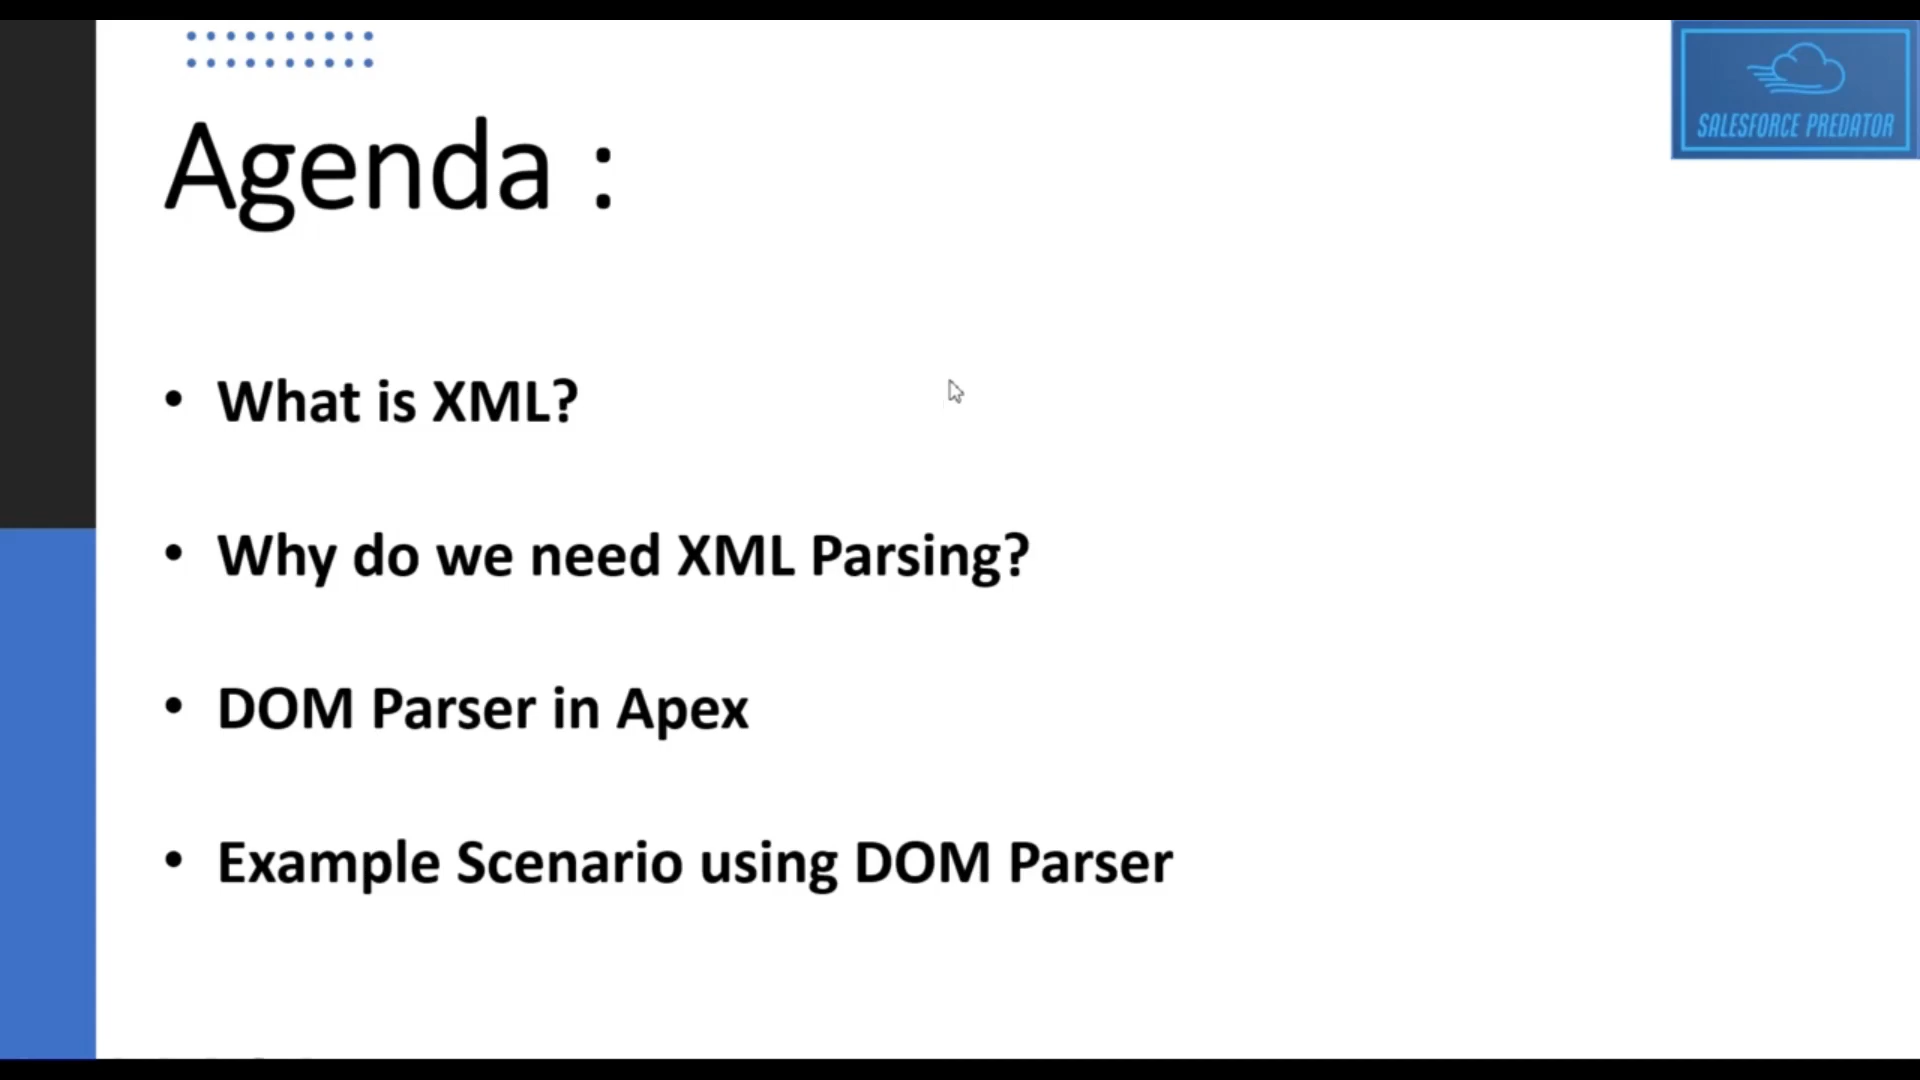 SALESFORCE PREDATOR
Agenda :
• What is XML?
• Why do we need XML Parsing?
• DOM Parser in Apex
• Example Scenario using DOM Parser